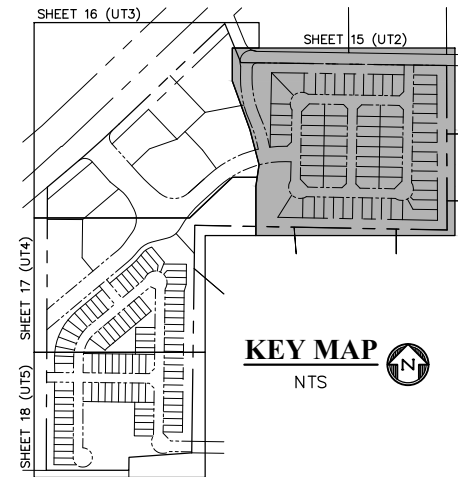 SHEET 16 (UT3)
SHEET 15 (UT2)
SHEET 17 (UT4)
SHEET 18 (UT5)
KEY MAP
N
NTS